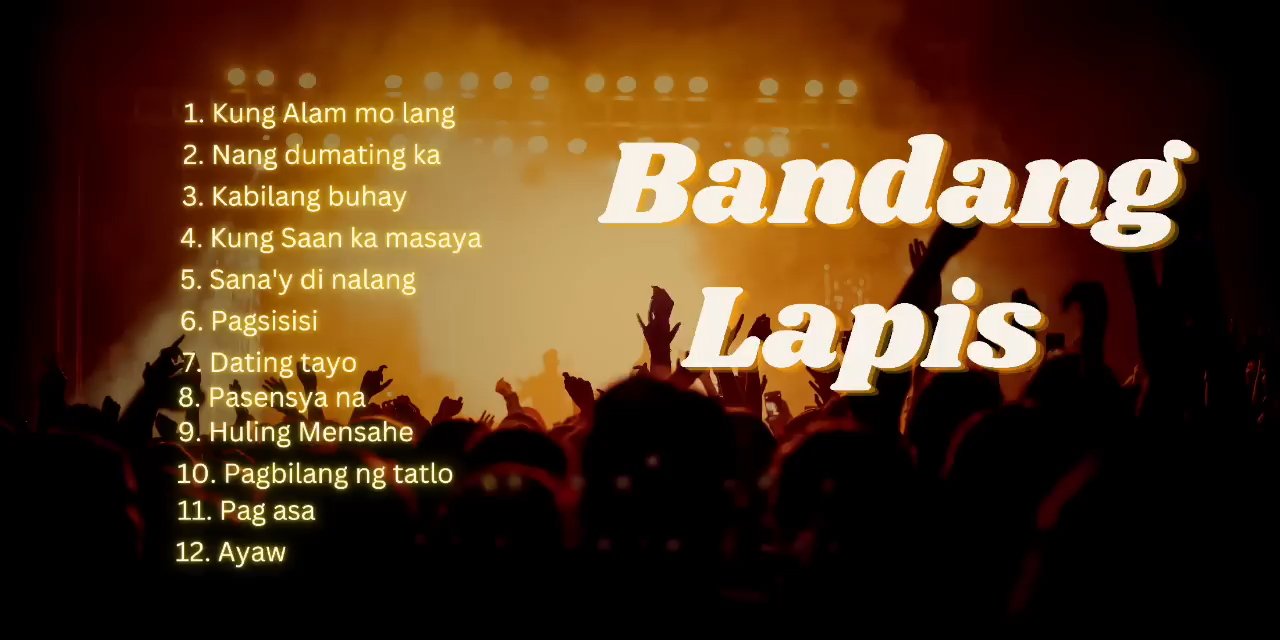 1. Kung Alam mo lang
2. Nang dumating ka
3. Kabilang buhay
4. Kung Saan ka masaya
5. Sana'y di nalang
6. Pagsisisi
7. Dating tayo
8. Pasensya na
9. Huling Mensahe
10. Pagbilang ng tatlo
11. Pag asa
12. Ayaw
Bandang
Lapis